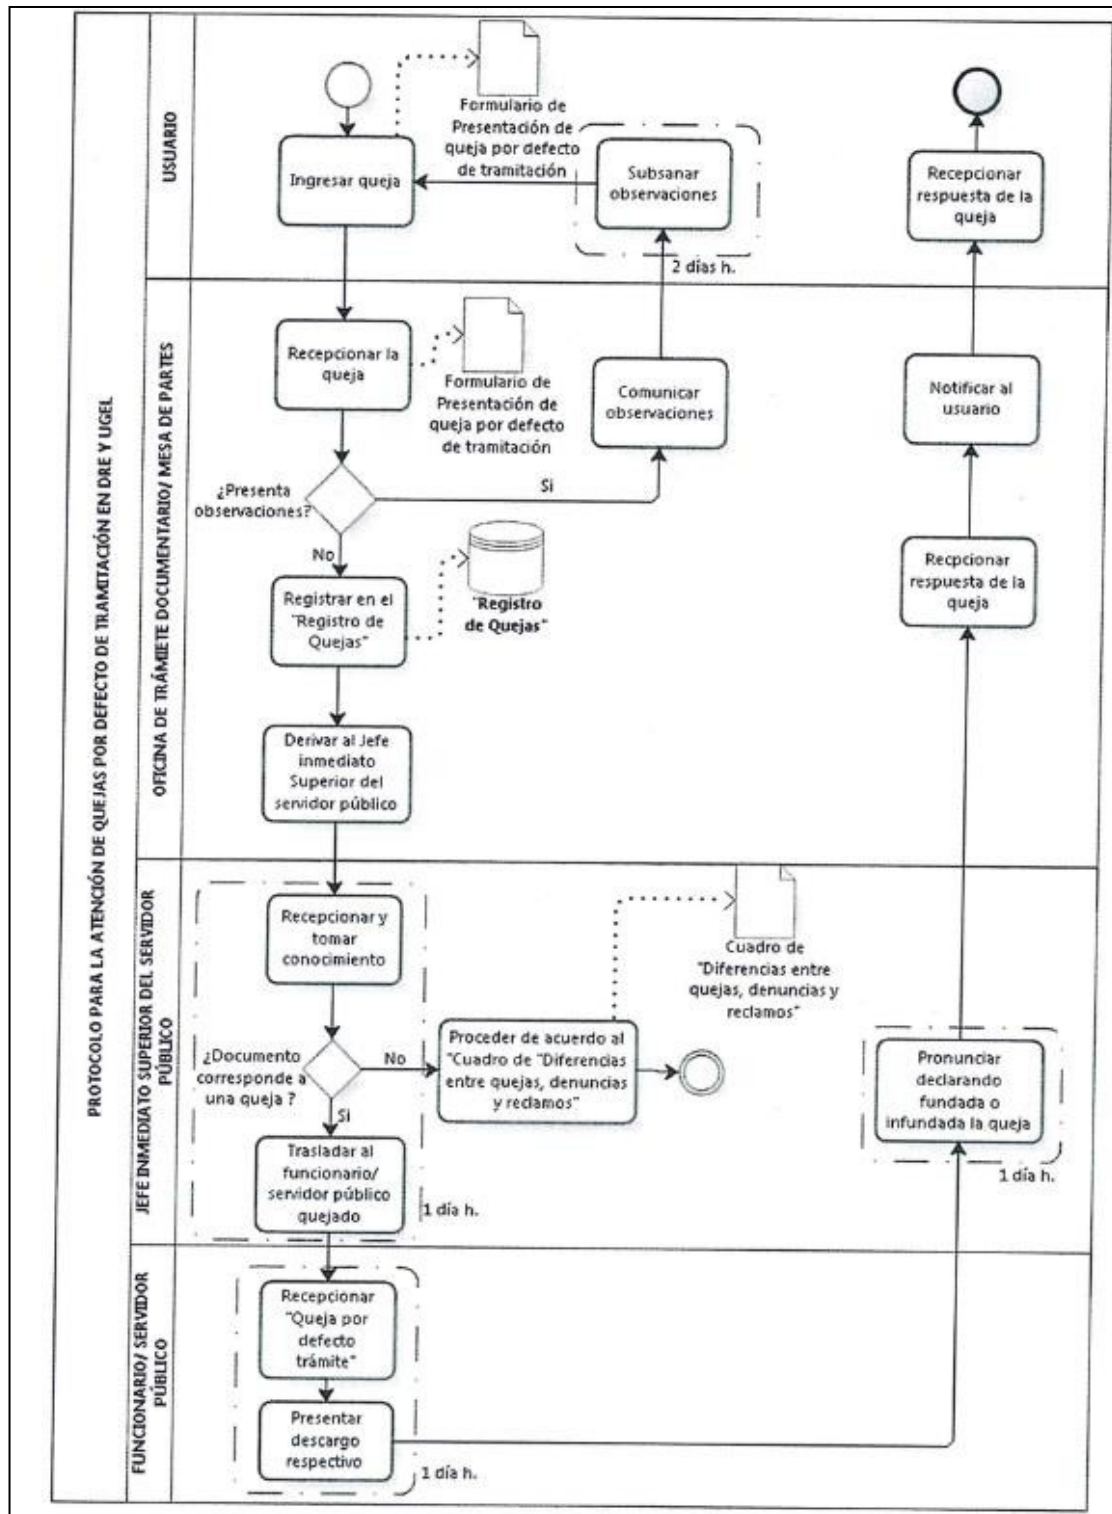 PROTOCOLO PARA LA ATENCIÓN DE QUEJAS POR DEFECTO DE TRAMITACIÓN EN DRE Y UGEL
USUARIO
Ingresar queja
Formulario de
Presentación de
queja por defecto
de tramitación
Subsanar
observaciones
2 días h.
Recepcionar
respuesta de la
queja
OFICINA DE TRÁMIETE DOCUMENTARIO/ MESA DE PARTES
Recepcionar la
queja
Formulario de
Presentación de
queja por defecto
de tramitación
Comunicar
observaciones
Notificar al
usuario
¿Presenta
observaciones?
Si
No
Registrar en el
"Registro de
Quejas"
"Registro
de Quejas"
Recpcionar
respuesta de la
queja
Derivar al Jefe
inmediato
Superior del
servidor público
JEFE INMEDIATO SUPERIOR DEL SERVIDOR
PÚBLICO
Recepcionar y
tomar
conocimiento
Cuadro de
"Diferencias entre
quejas, denuncias y
reclamos"
¿Documento
corresponde a
una queja ?
No
Proceder de acuerdo al
"Cuadro de "Diferencias
entre quejas, denuncias
y reclamos"
Pronunciar
declarando
fundada o
infundada la queja
1 día h.
Si
Trasladar al
funcionario/
servidor público
quejado
1 día h.
FUNCIONARIO/ SERVIDOR
PÚBLICO
Recepcionar
"Queja por
defecto
trámite"
Presentar
descargo
respectivo
1 día h.